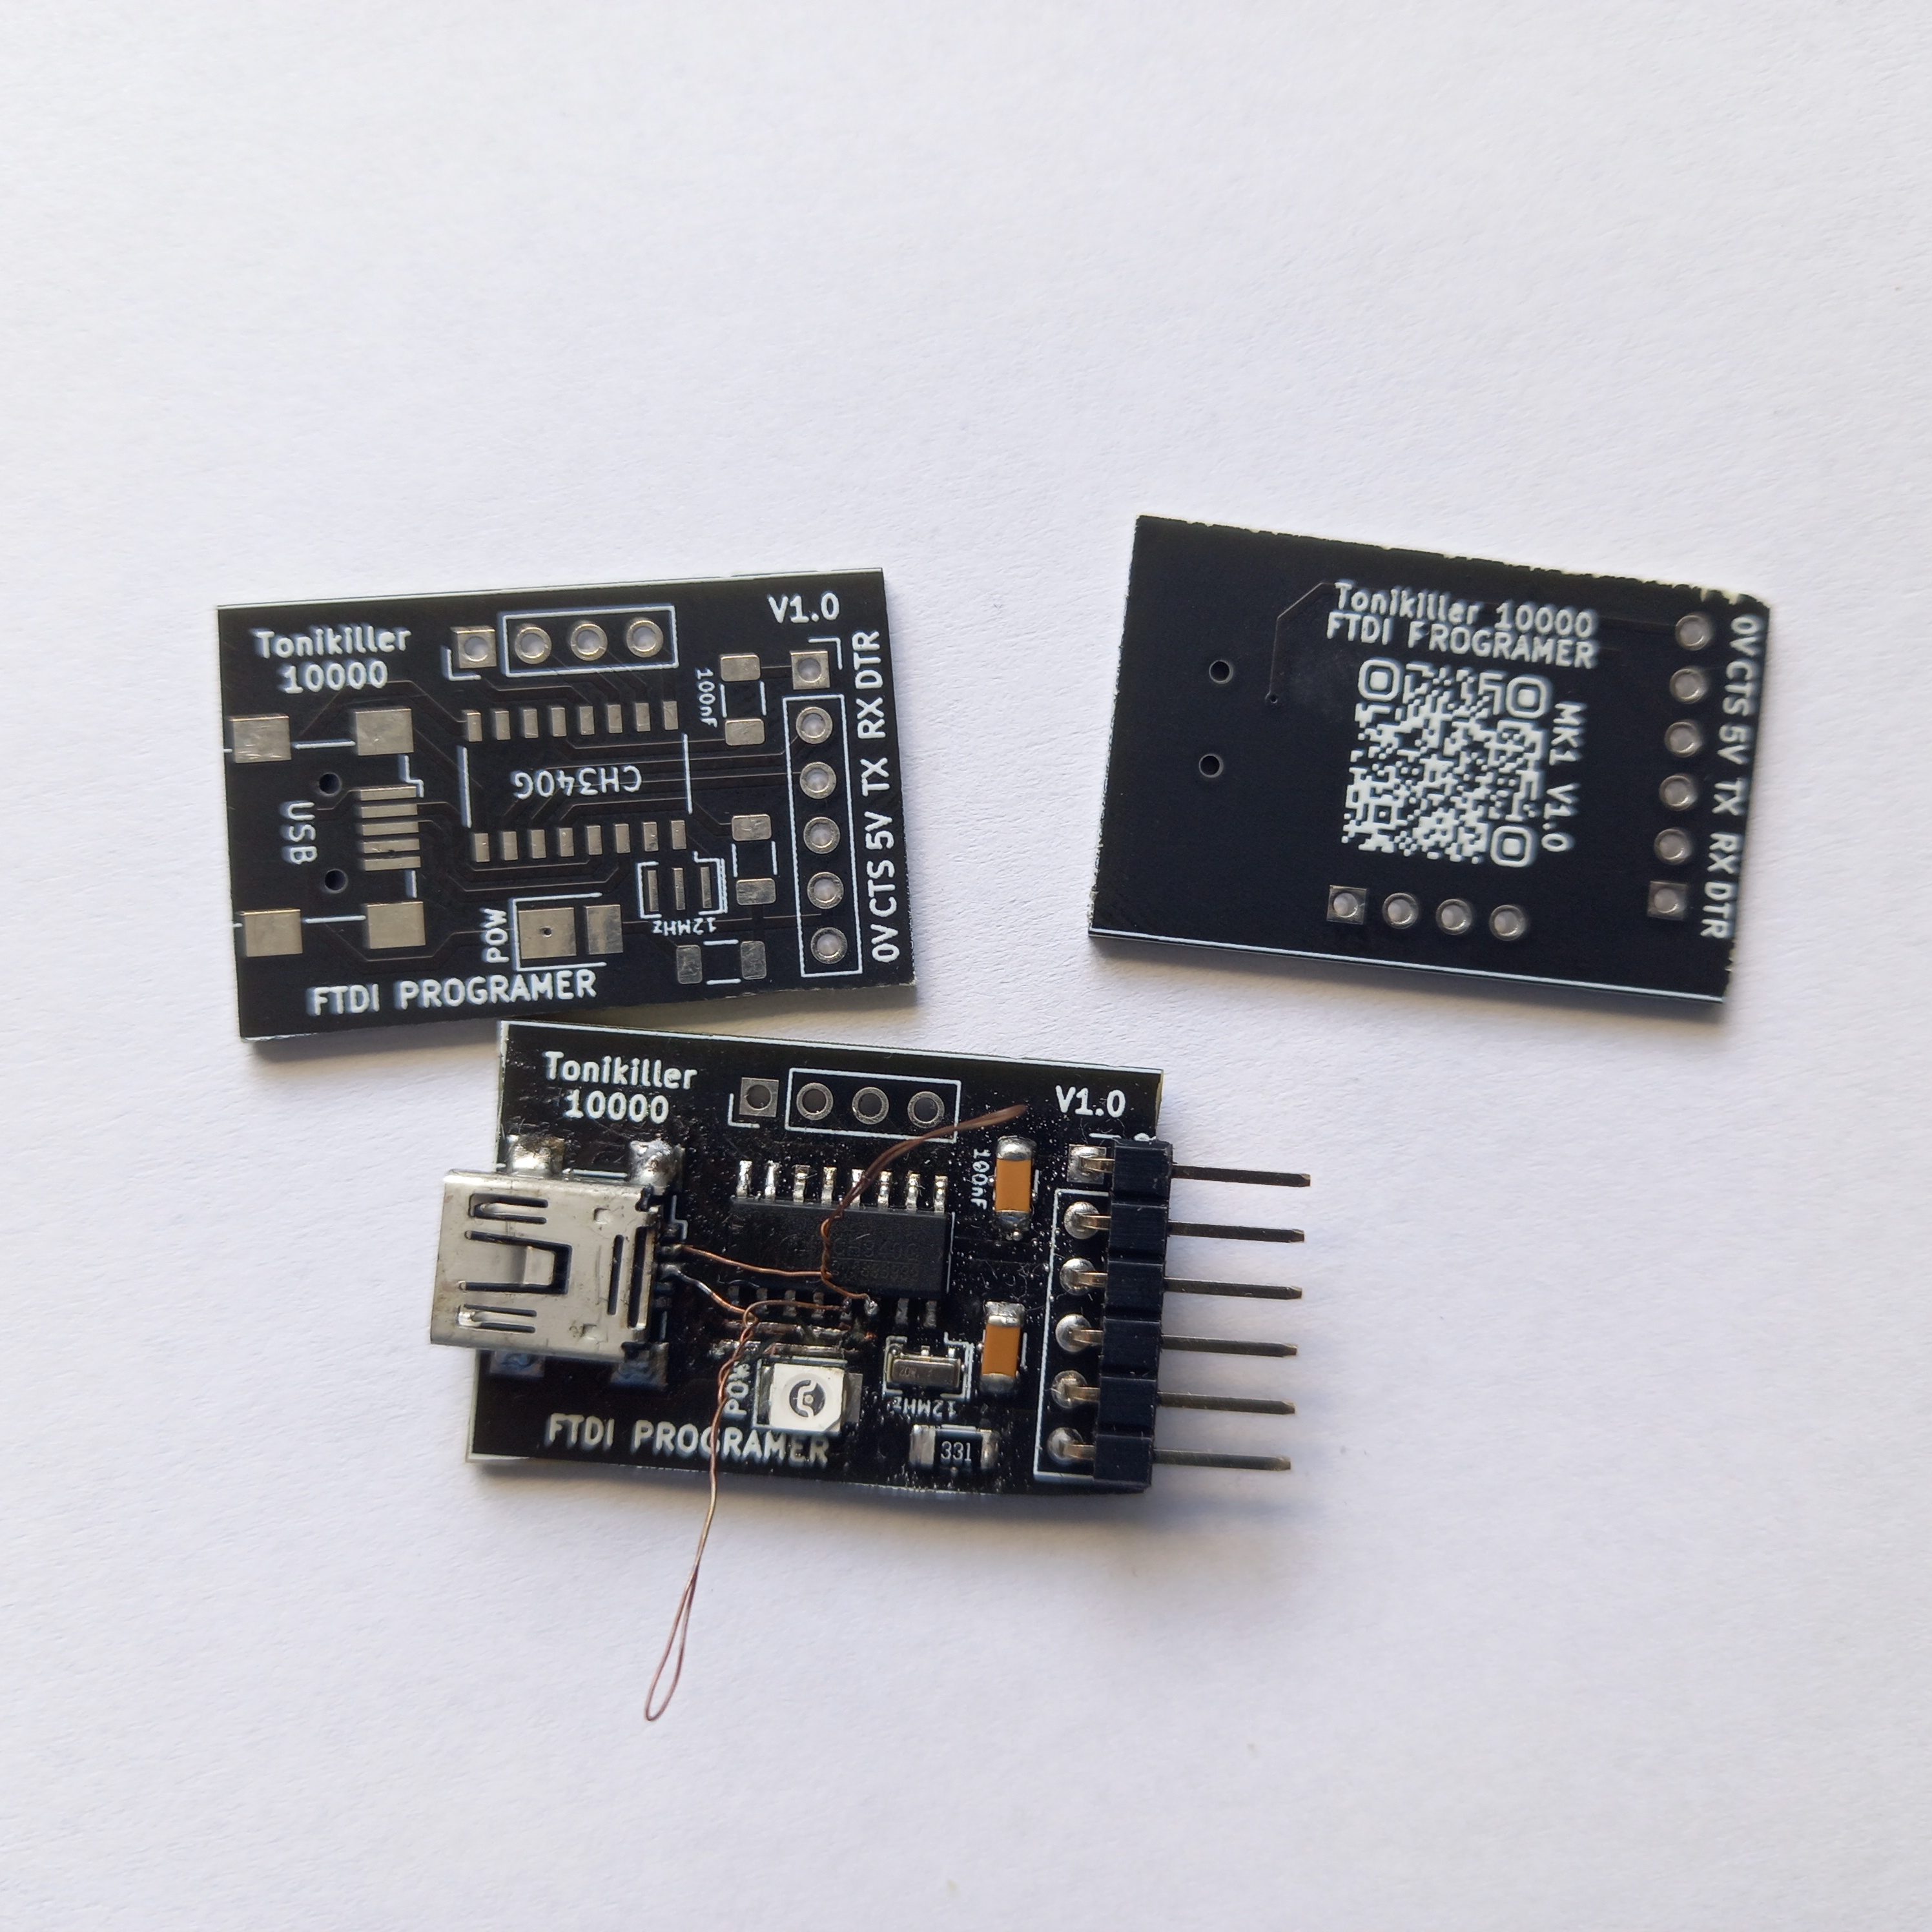 Tonikiller
10000
FTDI PROGRAMER
POW
12MHz
331
100nF
V1.0
USB
Tonikiller
10000
FTDI PROGRAMER
POW
CH340G
12MHz
100nF
V1.0
0V CTS 5V TX RX DTR
Tonikiller 10000
FTDI PROGRAMER
MK1 V1.0
0V CTS 5V TX RX DTR